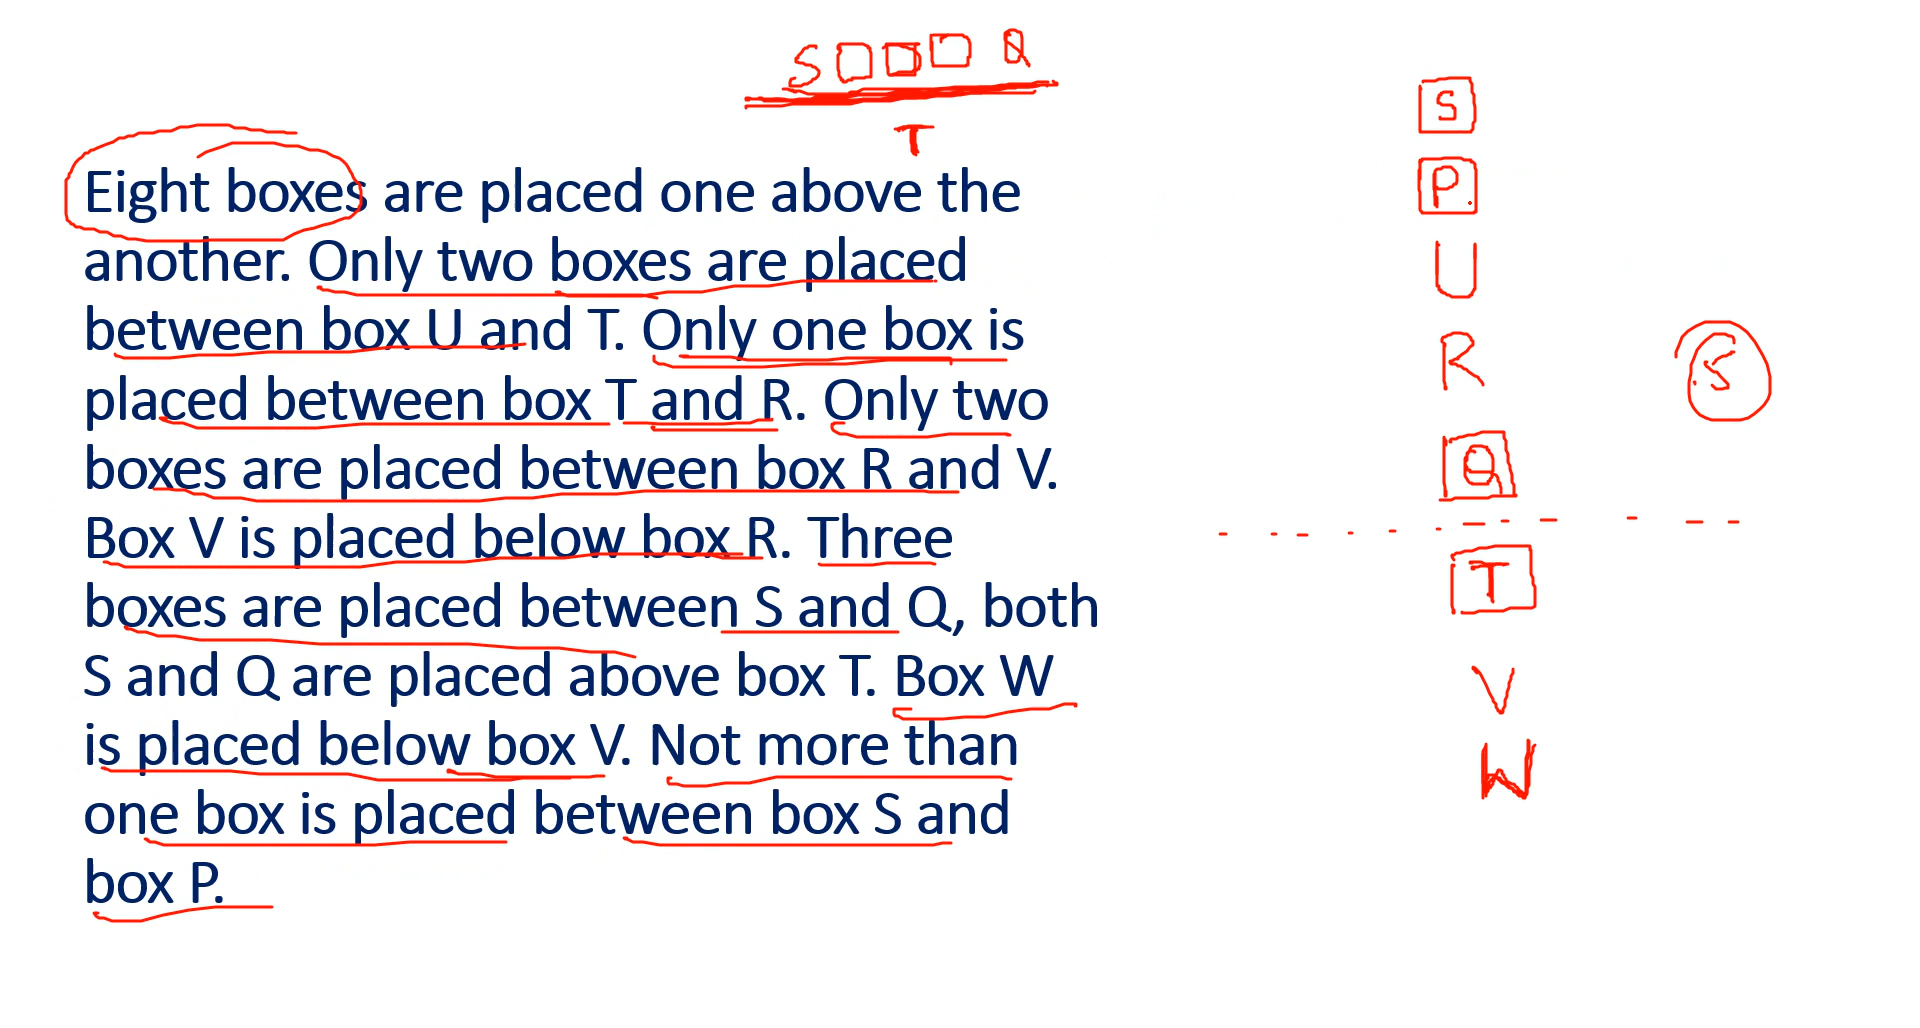 S Q
T
Eight boxes are placed one above the
another. Only two boxes are placed
between box U and T. Only one box is
placed between box T and R. Only two
boxes are placed between box R and V.
Box V is placed below box R. Three
boxes are placed between S and Q, both
S and Q are placed above box T. Box W
is placed below box V. Not more than
one box is placed between box S and
box P.
S
P
U
R
Q
T
V
W